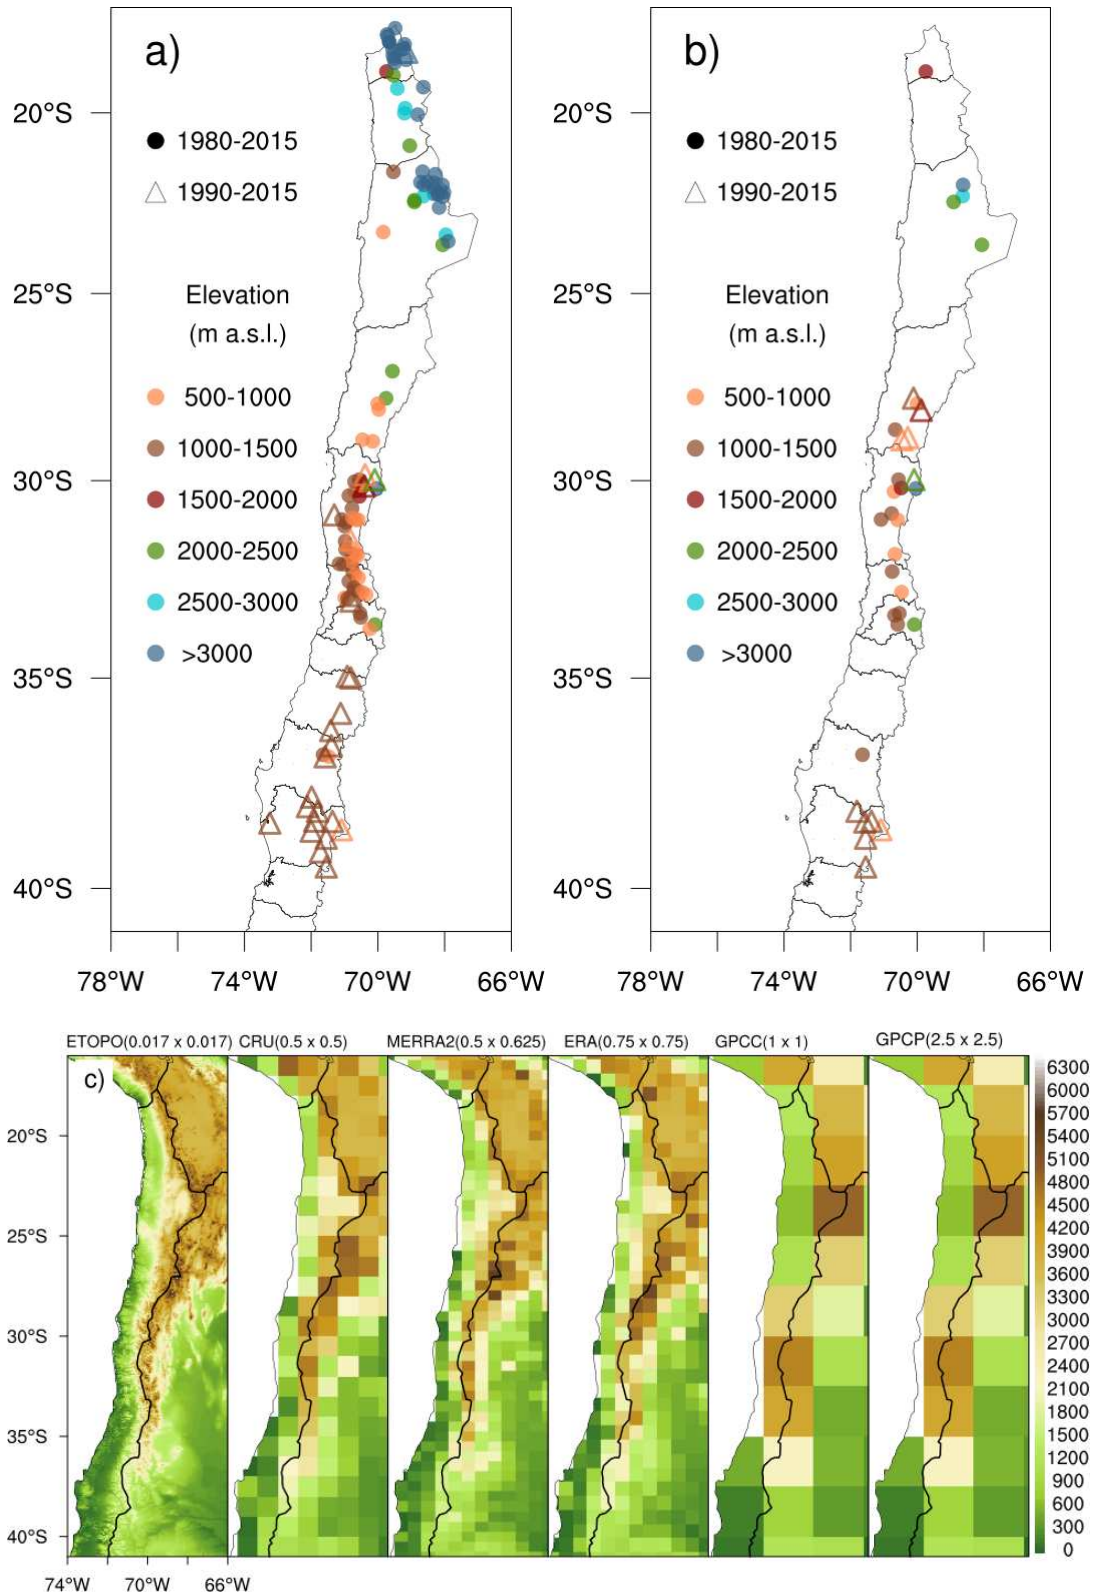 a)
20°S
1980-2015
1990-2015
25°S
Elevation
(m a.s.l.)
500-1000
1000-1500
30°S
1500-2000
2000-2500
2500-3000
>3000
35°S
40°S
78°W 74°W 70°W 66°W
b)
20°S
1980-2015
1990-2015
25°S
Elevation
(m a.s.l.)
500-1000
1000-1500
30°S
1500-2000
2000-2500
2500-3000
>3000
35°S
40°S
78°W 74°W 70°W 66°W
ETOPO(0.017 x 0.017) CRU(0.5 x 0.5) MERRA2(0.5 x 0.625) ERA(0.75 x 0.75) GPCC(1 x 1) GPCP(2.5 x 2.5)
c)
20°S
25°S
30°S
35°S
40°S
74°W 70°W 66°W
6300
6000
5700
5400
5100
4800
4500
4200
3900
3600
3300
3000
2700
2400
2100
1800
1500
1200
900
600
300
0